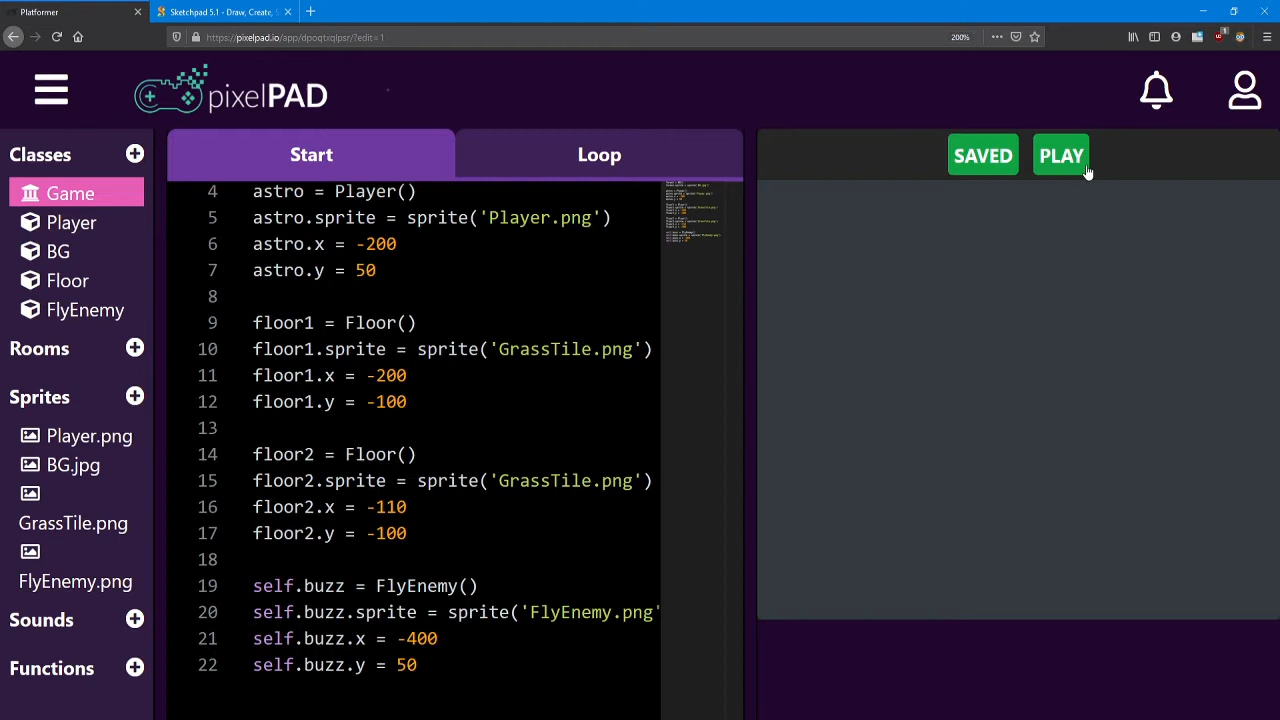 Platformer
Sketchpad 5.1 - Draw, Create,
https://pixelpad.io/app/dpoqtxqlpsr/?edit=1
200%
pixelPAD
Classes
Game
Player
BG
Floor
FlyEnemy
Rooms
Sprites
Player.png
BG.jpg
GrassTile.png
FlyEnemy.png
Sounds
Functions
Start
Loop
4 astro = Player()
5 astro.sprite = sprite('Player.png')
6 astro.x = -200
7 astro.y = 50
8
9 floor1 = Floor()
10 floor1.sprite = sprite('GrassTile.png')
11 floor1.x = -200
12 floor1.y = -100
13
14 floor2 = Floor()
15 floor2.sprite = sprite('GrassTile.png')
16 floor2.x = -110
17 floor2.y = -100
18
19 self.buzz = FlyEnemy()
20 self.buzz.sprite = sprite('FlyEnemy.png'
21 self.buzz.x = -400
22 self.buzz.y = 50
SAVED
PLAY